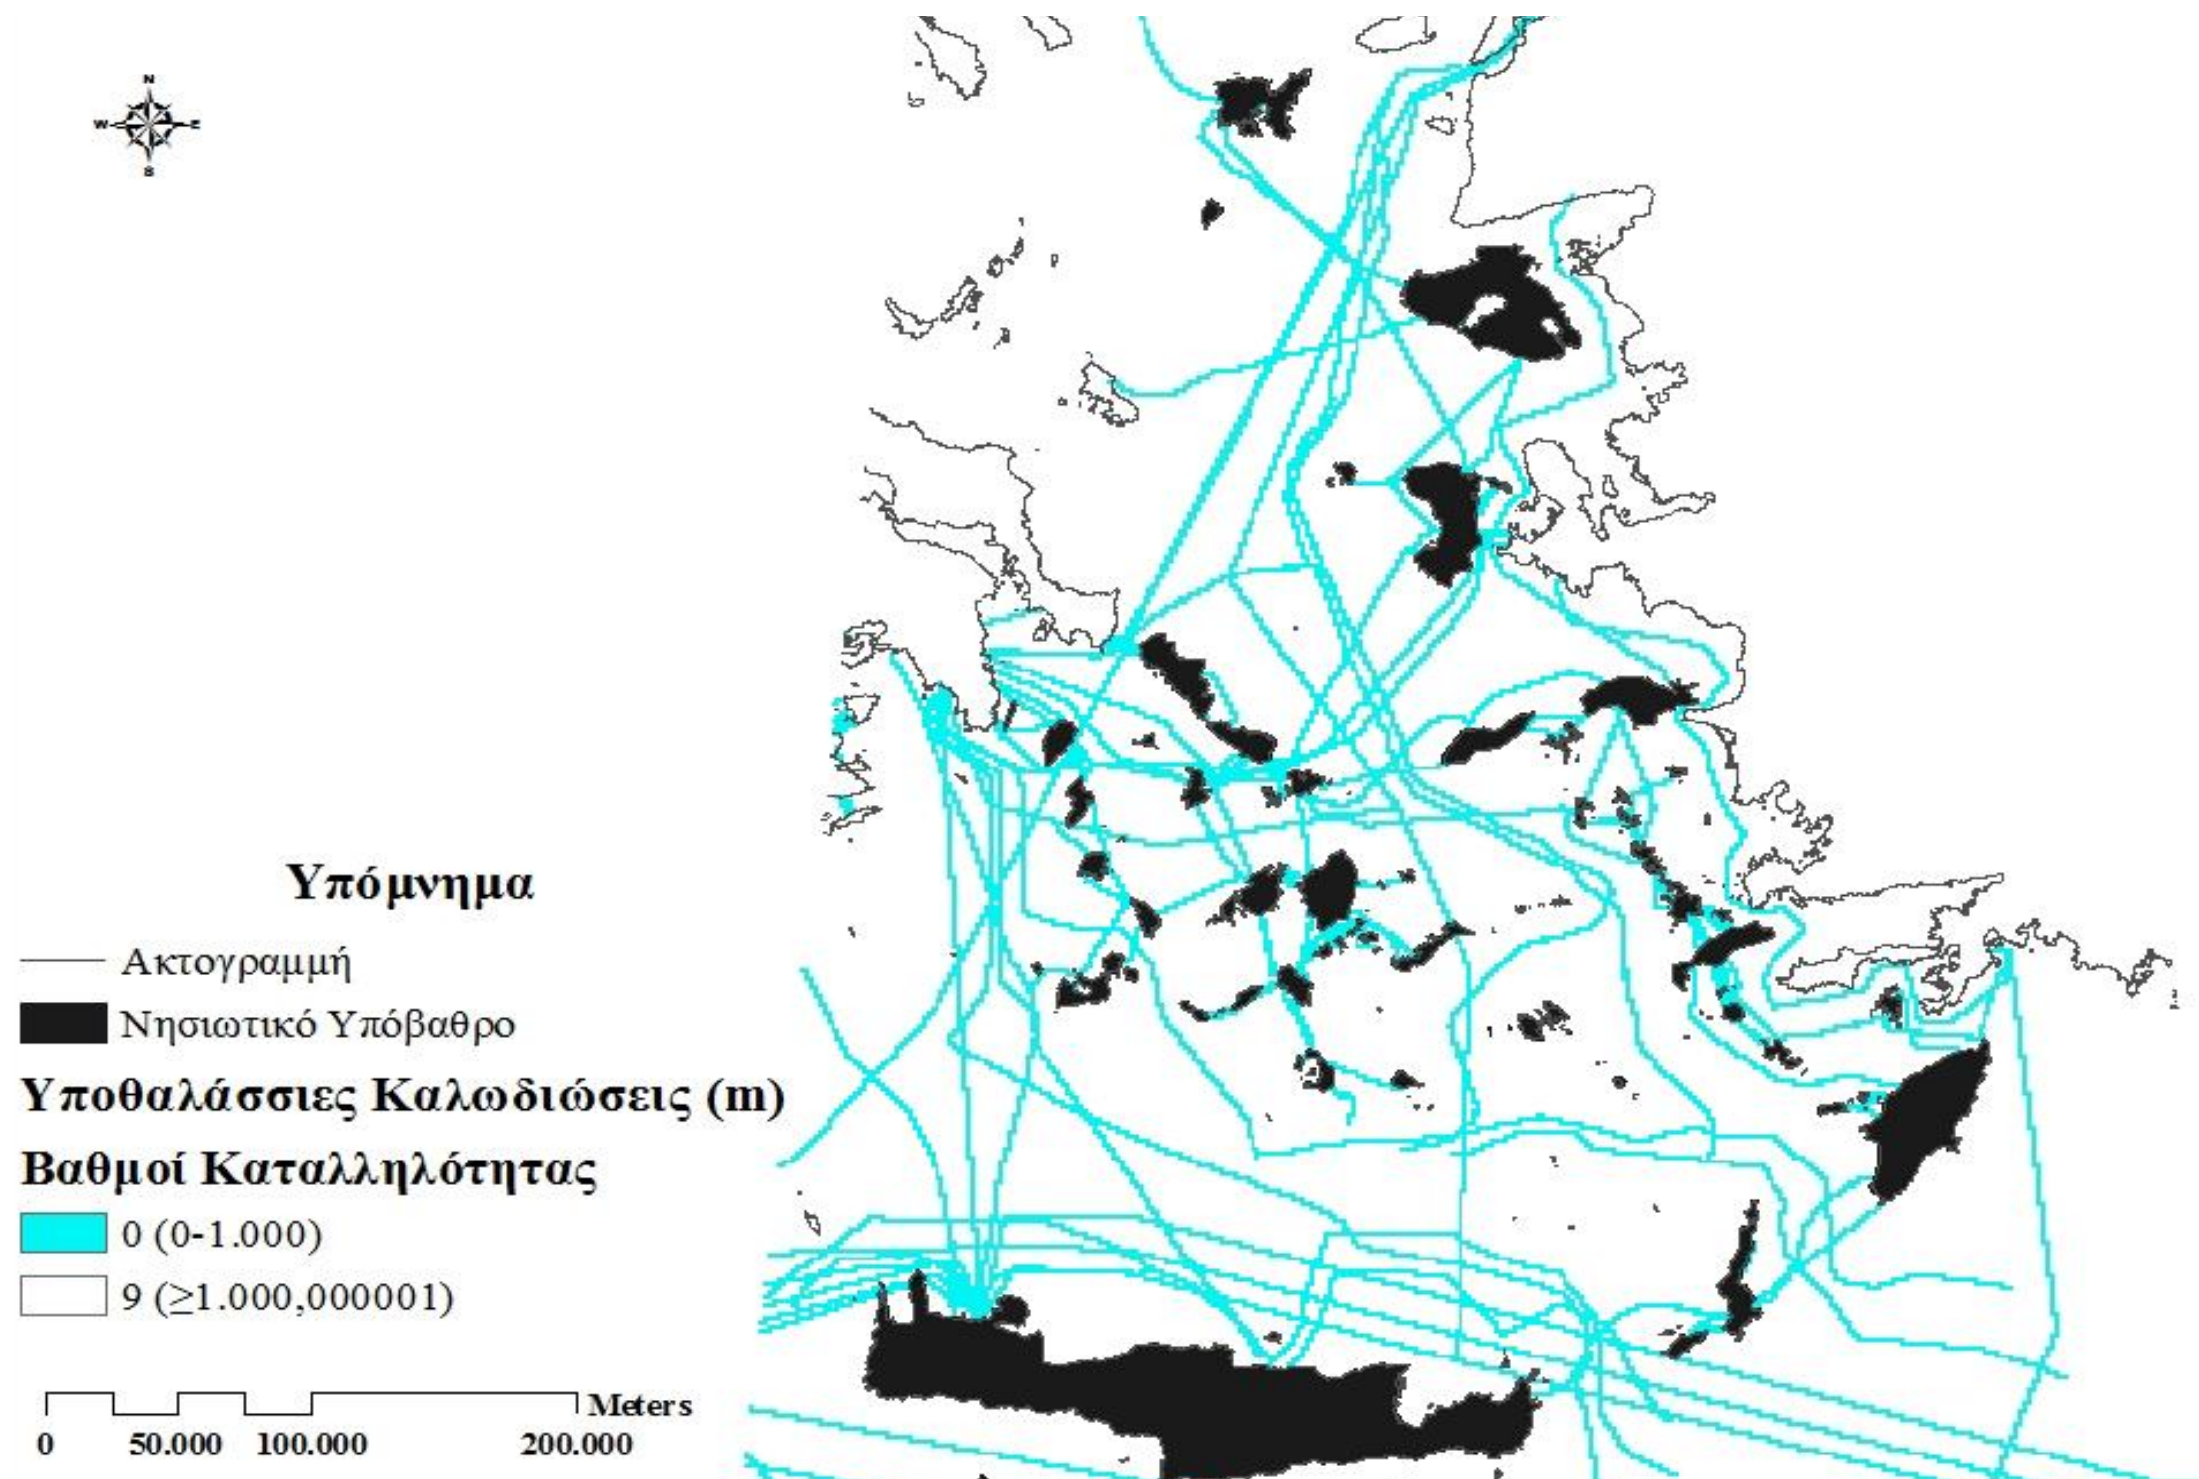 N
W E
S
Υπόμνημα
Ακτογραμμή
Νησιωτικό Υπόβαθρο
Υποθαλάσσιες Καλωδιώσεις (m)
Βαθμοί Καταλληλότητας
0 (0-1.000)
9 (≥1.000,000001)
Meters
0 50.000 100.000 200.000